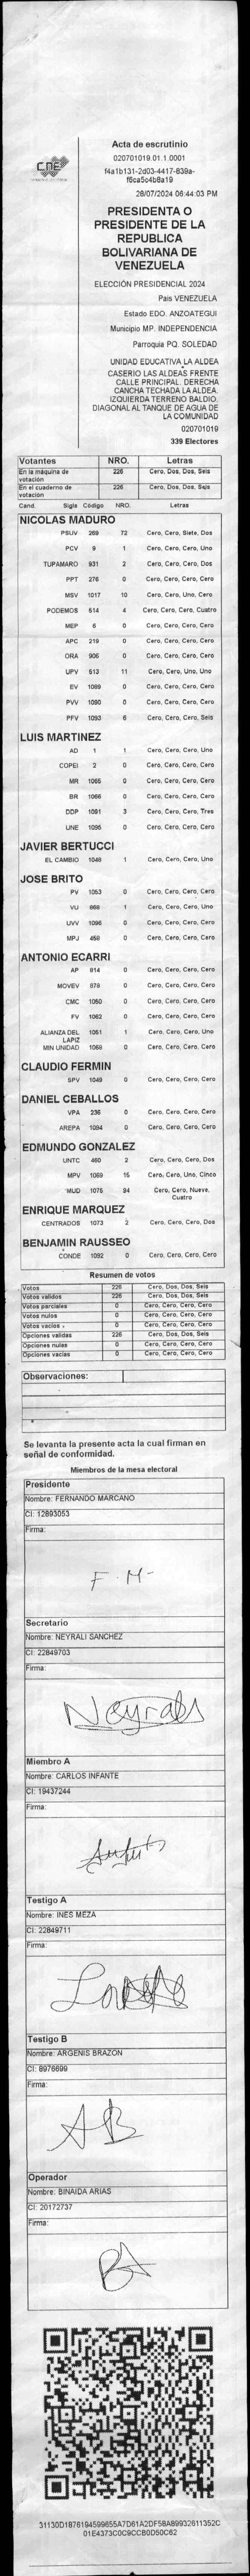 CNE
Acta de escrutinio
020701019.01.1.0001
f4a1b131-2d03-4417-839a-
f6ca5c4b8a19
28/07/2024 06:44:03 PM
PRESIDENTA O
PRESIDENTE DE LA
REPUBLICA
BOLIVARIANA DE
VENEZUELA
ELECCIÓN PRESIDENCIAL 2024
Pais VENEZUELA
Estado EDO. ANZOATEGUI
Municipio MP. INDEPENDENCIA
Parroquia PQ. SOLEDAD
UNIDAD EDUCATIVA LA ALDEA
CASERIO LAS ALDEAS FRENTE
CALLE PRINCIPAL. DERECHA
CANCHA TECHADA LA ALDEA.
IZQUIERDA TERRENO BALDIO.
DIAGONAL AL TANQUE DE AGUA DE
LA COMUNIDAD
020701019
339 Electores
Votantes NRO. Letras
En la máquina de votación 226 Cero, Dos, Dos, Seis
En el cuaderno de votación 226 Cero, Dos, Dos, Seis
Cand. Sigla Código NRO. Letras
NICOLAS MADURO
PSUV 269 72 Cero, Cero, Siete, Dos
PCV 9 1 Cero, Cero, Cero, Uno
TUPAMARO 931 2 Cero, Cero, Cero, Dos
PPT 276 0 Cero, Cero, Cero, Cero
MSV 1017 10 Cero, Cero, Uno, Cero
PODEMOS 614 4 Cero, Cero, Cero, Cuatro
MEP 6 0 Cero, Cero, Cero, Cero
APC 219 0 Cero, Cero, Cero, Cero
ORA 906 0 Cero, Cero, Cero, Cero
UPV 513 11 Cero, Cero, Uno, Uno
EV 1089 0 Cero, Cero, Cero, Cero
PVV 1090 0 Cero, Cero, Cero, Cero
PFV 1093 6 Cero, Cero, Cero, Seis
LUIS MARTINEZ
AD 1 1 Cero, Cero, Cero, Uno
COPEI 2 0 Cero, Cero, Cero, Cero
MR 1065 0 Cero, Cero, Cero, Cero
BR 1066 0 Cero, Cero, Cero, Cero
DDP 1091 3 Cero, Cero, Cero, Tres
UNE 1095 0 Cero, Cero, Cero, Cero
JAVIER BERTUCCI
EL CAMBIO 1048 1 Cero, Cero, Cero, Uno
JOSE BRITO
PV 1053 0 Cero, Cero, Cero, Cero
VU 868 1 Cero, Cero, Cero, Uno
UVV 1096 0 Cero, Cero, Cero, Cero
MPJ 458 0 Cero, Cero, Cero, Cero
ANTONIO ECARRI
AP 814 0 Cero, Cero, Cero, Cero
MOVEV 978 0 Cero, Cero, Cero, Cero
CMC 1050 0 Cero, Cero, Cero, Cero
FV 1062 0 Cero, Cero, Cero, Cero
ALIANZA DEL LAPIZ 1051 1 Cero, Cero, Cero, Uno
MIN UNIDAD 1069 0 Cero, Cero, Cero, Cero
CLAUDIO FERMIN
SPV 1049 0 Cero, Cero, Cero, Cero
DANIEL CEBALLOS
VPA 236 0 Cero, Cero, Cero, Cero
AREPA 1084 0 Cero, Cero, Cero, Cero
EDMUNDO GONZALEZ
UNTC 460 2 Cero, Cero, Cero, Dos
MPV 1069 15 Cero, Cero, Uno, Cinco
MUD 1075 94 Cero, Cero, Nueve, Cuatro
ENRIQUE MARQUEZ
CENTRADOS 1073 2 Cero, Cero, Cero, Dos
BENJAMIN RAUSSEO
CONDE 1092 0 Cero, Cero, Cero, Cero
Resumen de votos
Votos 226 Cero, Dos, Dos, Seis
Votos validos 226 Cero, Dos, Dos, Seis
Votos parciales 0 Cero, Cero, Cero, Cero
Votos nulos 0 Cero, Cero, Cero, Cero
Votos vacios 0 Cero, Cero, Cero, Cero
Opciones validas 226 Cero, Dos, Dos, Seis
Opciones nulas 0 Cero, Cero, Cero, Cero
Opciones vacias 0 Cero, Cero, Cero, Cero
Observaciones:
Se levanta la presente acta la cual firman en
señal de conformidad.
Miembros de la mesa electoral
Presidente
Nombre: FERNANDO MARCANO
CI: 12893053
Firma:
F. M-
Secretario
Nombre: NEYRALI SANCHEZ
CI: 22849703
Firma:
Miembro A
Nombre: CARLOS INFANTE
CI: 19437244
Firma:
Testigo A
Nombre: INES MEZA
CI: 22849711
Firma:
Testigo B
Nombre: ARGENIS BRAZON
CI: 8976699
Firma:
AB
Operador
Nombre: BINAIDA ARIAS
CI: 20172737
Firma:
BA
31130D1876194599655A7D61A2DF58A89932611352C
01E4373C0C9CCB0D50C62